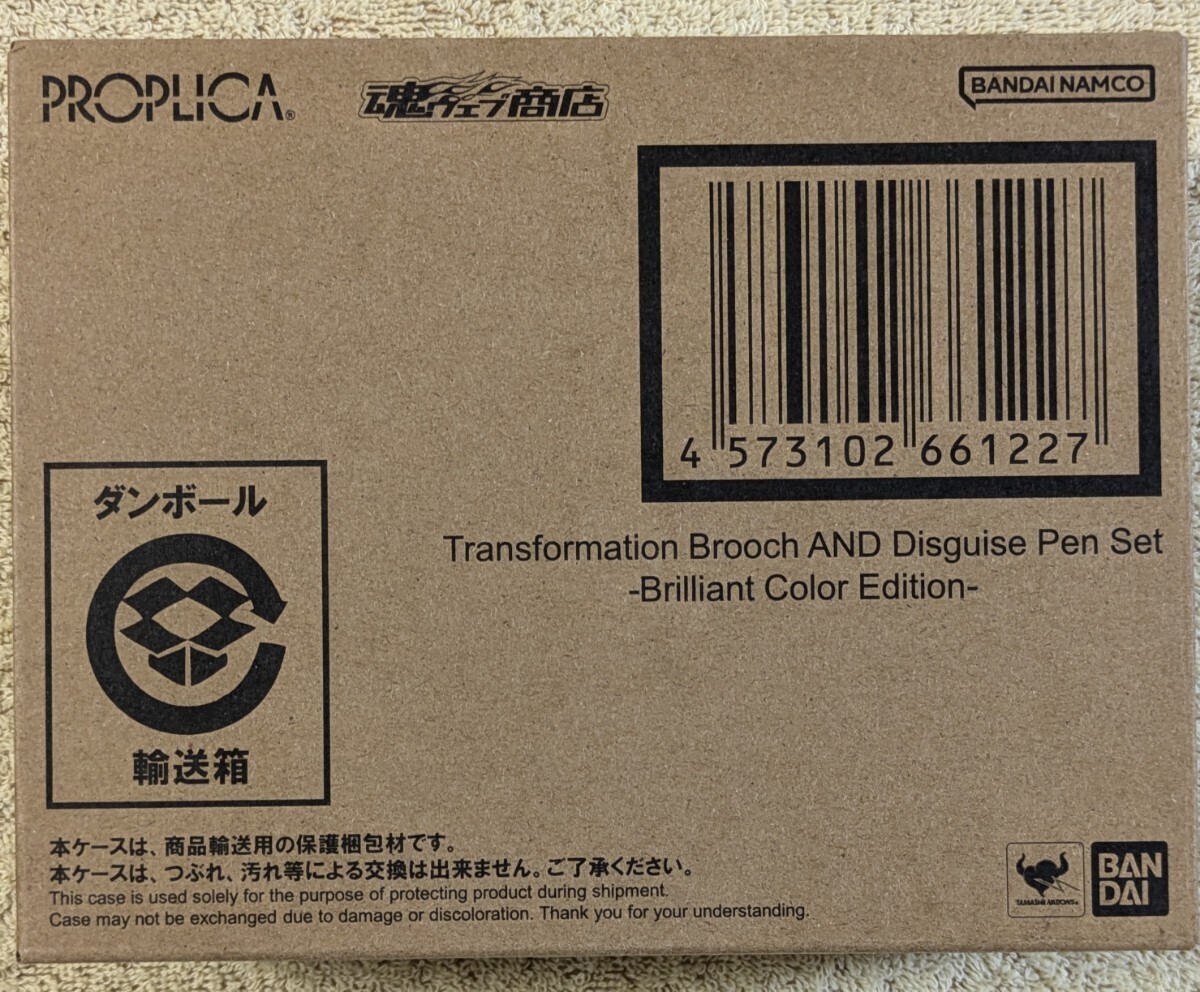 PROPLICA®
魂ウェブ商店
BANDAI NAMCO
4 573102 661227
Transformation Brooch AND Disguise Pen Set
-Brilliant Color Edition-
ダンボール
輸送箱
本ケースは、商品輸送用の保護梱包材です。
本ケースは、つぶれ、汚れ等による交換は出来ません。ご了承ください。
This case is used solely for the purpose of protecting product during shipment.
Case may not be exchanged due to damage or discoloration. Thank you for your understanding.
TAMASHII NATIONS®
BAN
DAI